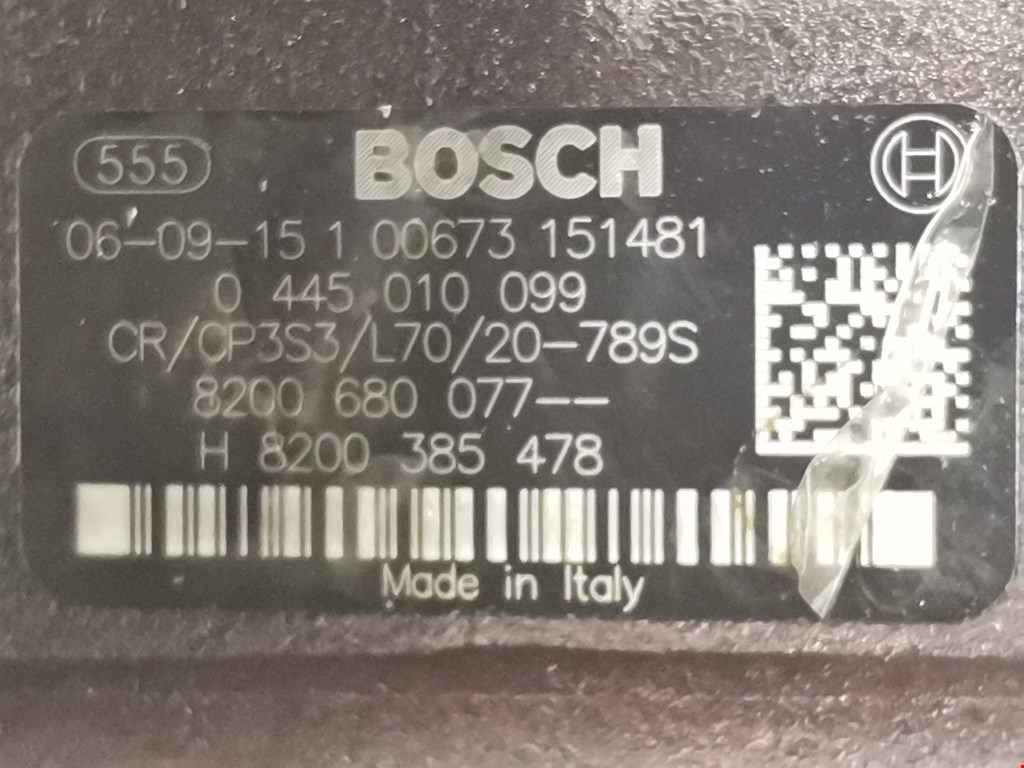 555 BOSCH
06-09-15 1 00673 151481
0 445 010 099
CR/CP3S3/L70/20-789S
8200 680 077--
H 8200 385 478
Made in Italy